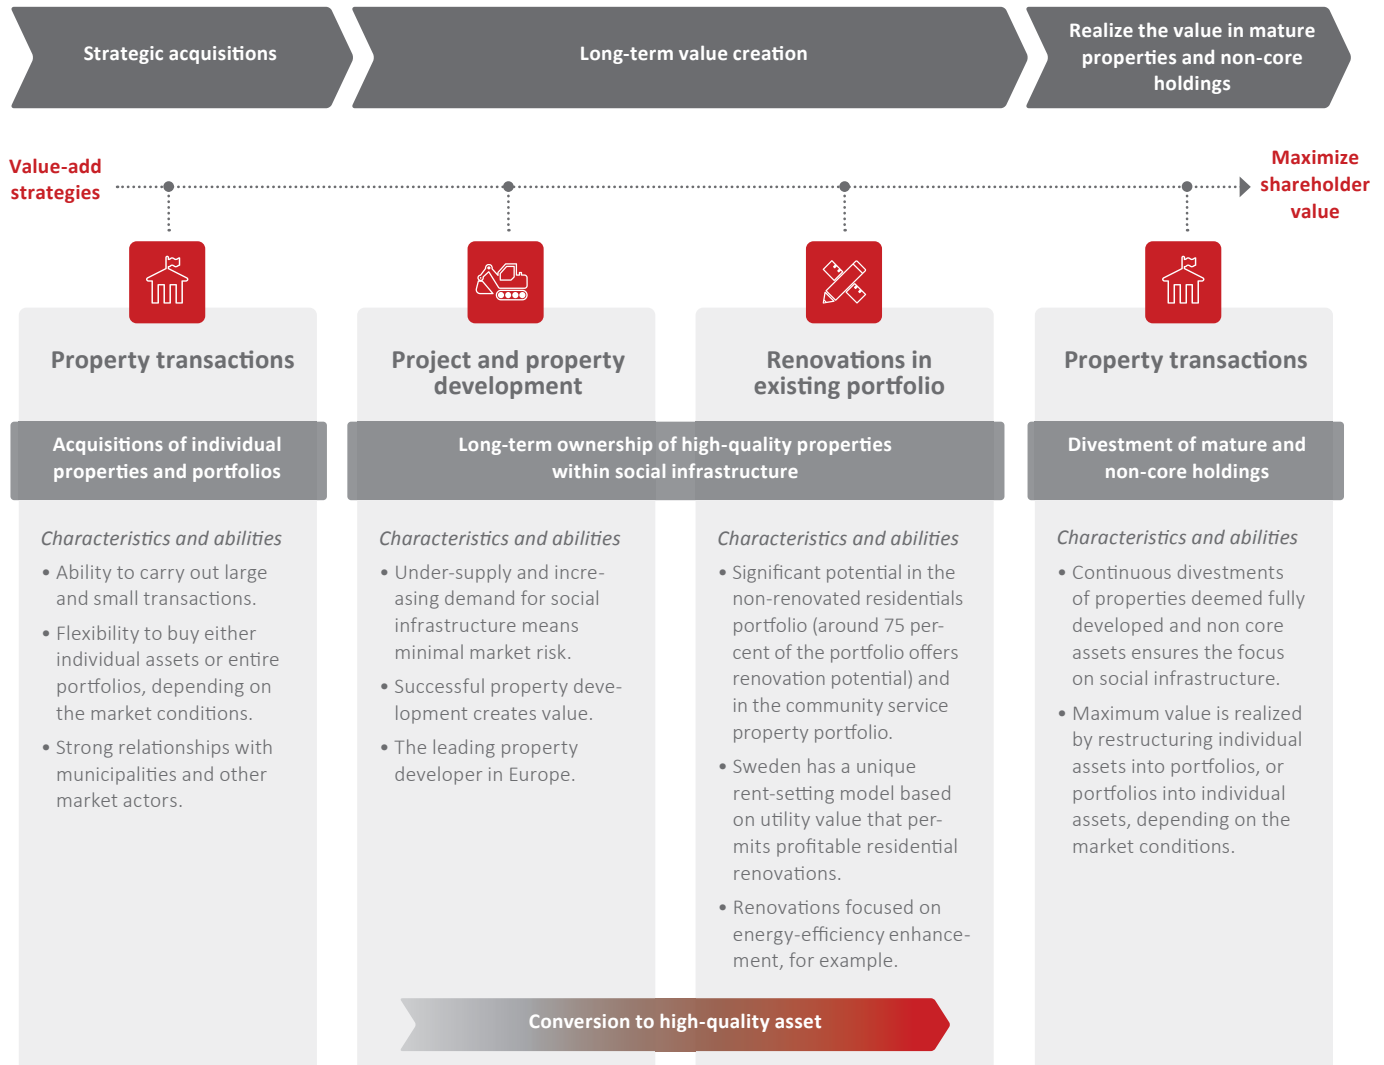 Strategic acquisitions
Long-term value creation
Realize the value in mature
properties and non-core
holdings
Value-add
strategies
Maximize
shareholder
value
Property transactions
Acquisitions of individual
properties and portfolios
Characteristics and abilities
• Ability to carry out large
and small transactions.
• Flexibility to buy either
individual assets or entire
portfolios, depending on
the market conditions.
• Strong relationships with
municipalities and other
market actors.
Project and property
development
Renovations in
existing portfolio
Long-term ownership of high-quality properties
within social infrastructure
Characteristics and abilities
• Under-supply and incre-
asing demand for social
infrastructure means
minimal market risk.
• Successful property deve-
lopment creates value.
• The leading property
developer in Europe.
Characteristics and abilities
• Significant potential in the
non-renovated residentials
portfolio (around 75 per-
cent of the portfolio offers
renovation potential) and
in the community service
property portfolio.
• Sweden has a unique
rent-setting model based
on utility value that per-
mits profitable residential
renovations.
• Renovations focused on
energy-efficiency enhance-
ment, for example.
Conversion to high-quality asset
Property transactions
Divestment of mature and
non-core holdings
Characteristics and abilities
• Continuous divestments
of properties deemed fully
developed and non core
assets ensures the focus
on social infrastructure.
• Maximum value is realized
by restructuring individual
assets into portfolios, or
portfolios into individual
assets, depending on the
market conditions.